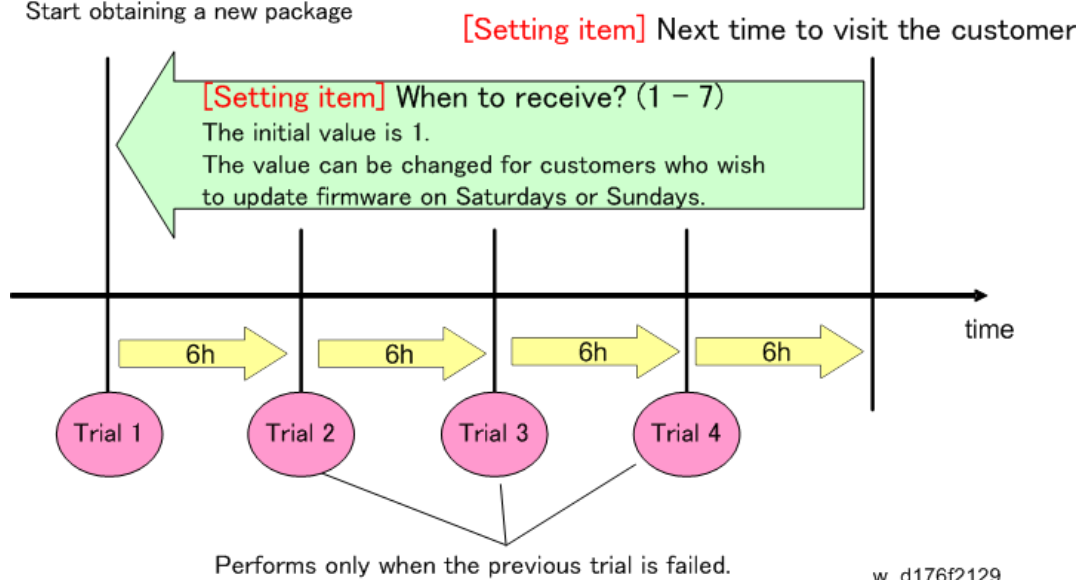 Start obtaining a new package
[Setting item] Next time to visit the customer
[Setting item] When to receive? (1 - 7)
The initial value is 1.
The value can be changed for customers who wish
to update firmware on Saturdays or Sundays.
time
6h
6h
6h
6h
Trial 1
Trial 2
Trial 3
Trial 4
Performs only when the previous trial is failed.
w_d176f2129